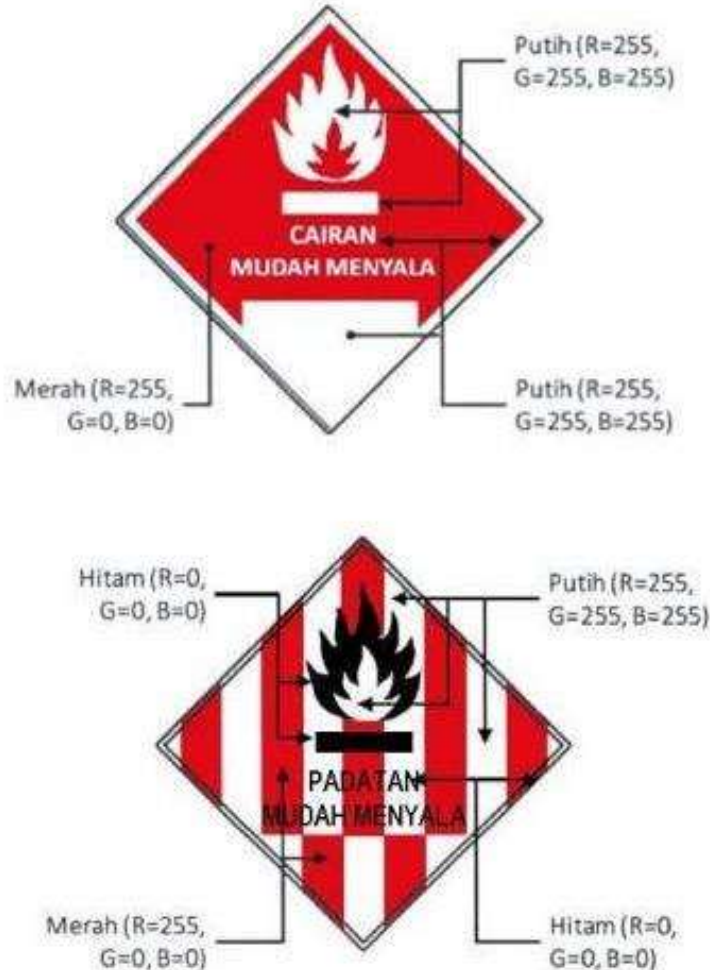 Putih (R=255,
G=255, B=255)
CAIRAN
MUDAH MENYALA
Merah (R=255,
G=0, B=0)
Putih (R=255,
G=255, B=255)
Hitam (R=0,
G=0, B=0)
Putih (R=255,
G=255, B=255)
PADATAN
MUDAH MENYALA
Merah (R=255,
G=0, B=0)
Hitam (R=0,
G=0, B=0)